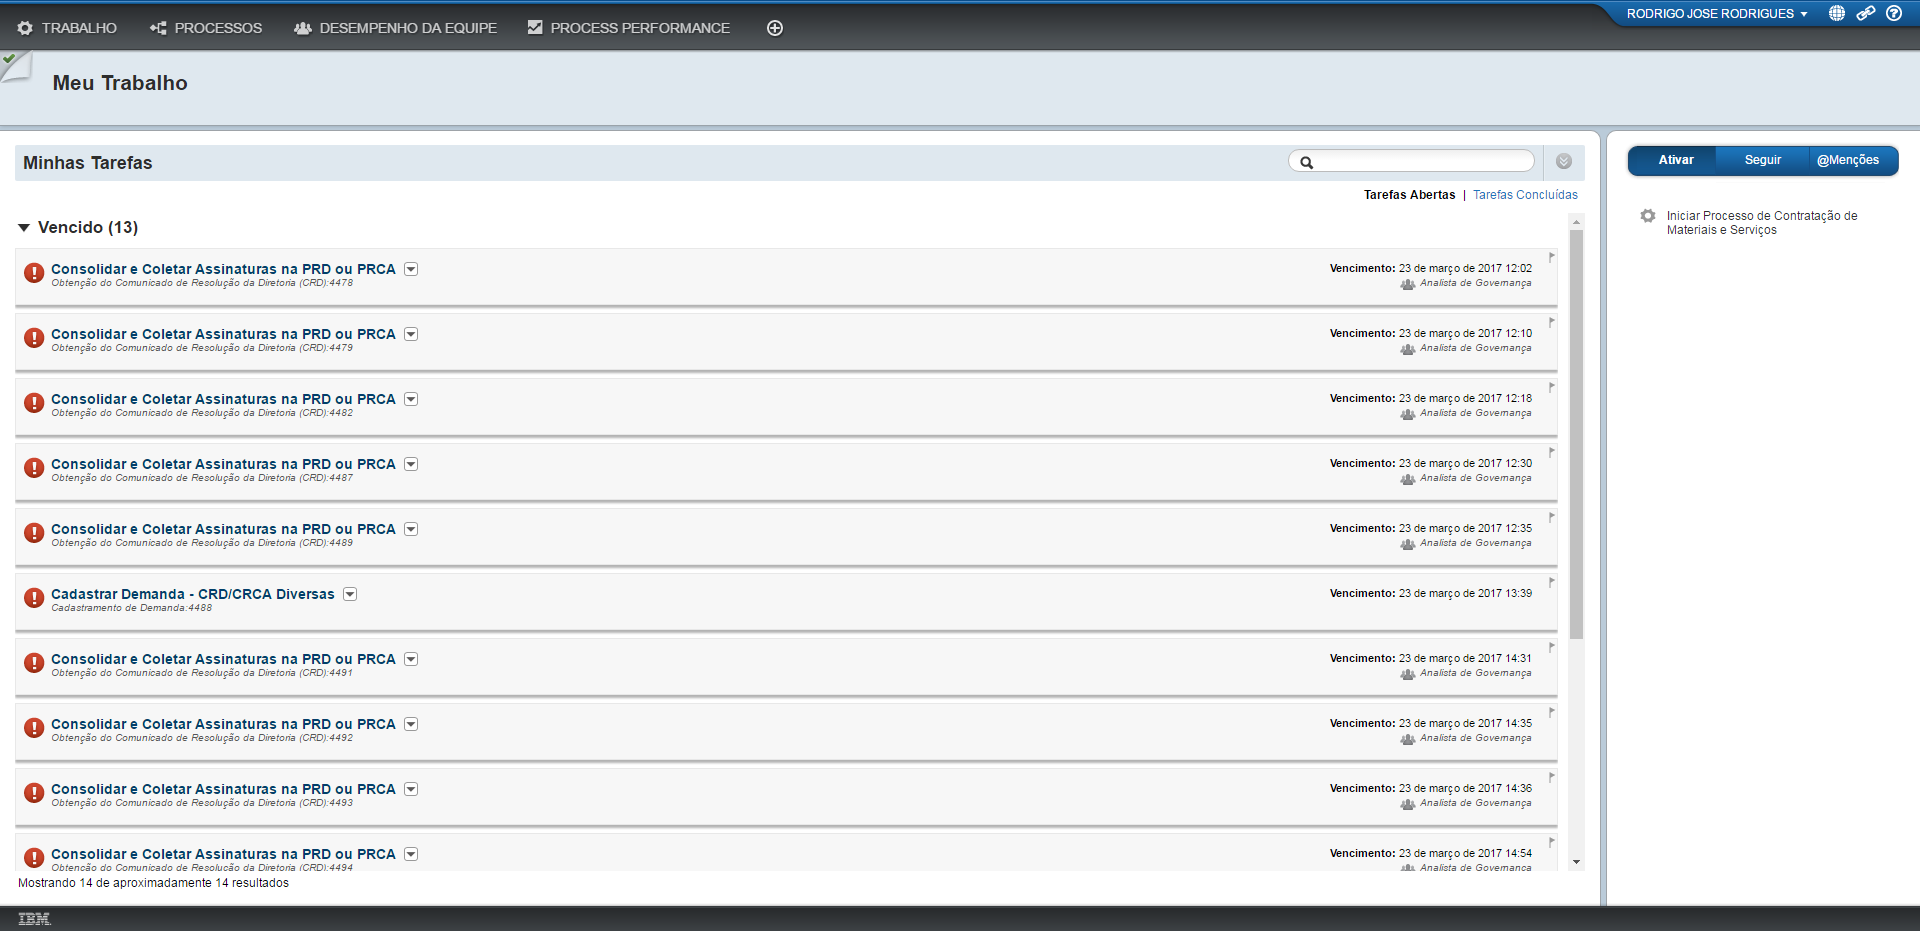 TRABALHO PROCESSOS DESEMPENHO DA EQUIPE PROCESS PERFORMANCE
RODRIGO JOSE RODRIGUES
Meu Trabalho
Minhas Tarefas
Tarefas Abertas | Tarefas Concluídas
Vencido (13)
Consolidar e Coletar Assinaturas na PRD ou PRCA
Obtenção do Comunicado de Resolução da Diretoria (CRD):4478
Vencimento: 23 de março de 2017 12:02
Analista de Governança
Consolidar e Coletar Assinaturas na PRD ou PRCA
Obtenção do Comunicado de Resolução da Diretoria (CRD):4479
Vencimento: 23 de março de 2017 12:10
Analista de Governança
Consolidar e Coletar Assinaturas na PRD ou PRCA
Obtenção do Comunicado de Resolução da Diretoria (CRD):4482
Vencimento: 23 de março de 2017 12:18
Analista de Governança
Consolidar e Coletar Assinaturas na PRD ou PRCA
Obtenção do Comunicado de Resolução da Diretoria (CRD):4487
Vencimento: 23 de março de 2017 12:30
Analista de Governança
Consolidar e Coletar Assinaturas na PRD ou PRCA
Obtenção do Comunicado de Resolução da Diretoria (CRD):4489
Vencimento: 23 de março de 2017 12:35
Analista de Governança
Cadastrar Demanda - CRD/CRCA Diversas
Cadastramento de Demanda:4488
Vencimento: 23 de março de 2017 13:39
Consolidar e Coletar Assinaturas na PRD ou PRCA
Obtenção do Comunicado de Resolução da Diretoria (CRD):4491
Vencimento: 23 de março de 2017 14:31
Analista de Governança
Consolidar e Coletar Assinaturas na PRD ou PRCA
Obtenção do Comunicado de Resolução da Diretoria (CRD):4492
Vencimento: 23 de março de 2017 14:35
Analista de Governança
Consolidar e Coletar Assinaturas na PRD ou PRCA
Obtenção do Comunicado de Resolução da Diretoria (CRD):4493
Vencimento: 23 de março de 2017 14:36
Analista de Governança
Consolidar e Coletar Assinaturas na PRD ou PRCA
Obtenção do Comunicado de Resolução da Diretoria (CRD):4494
Vencimento: 23 de março de 2017 14:54
Analista de Governança
Mostrando 14 de aproximadamente 14 resultados
Ativar Seguir @Menções
Iniciar Processo de Contratação de
Materiais e Serviços
IBM